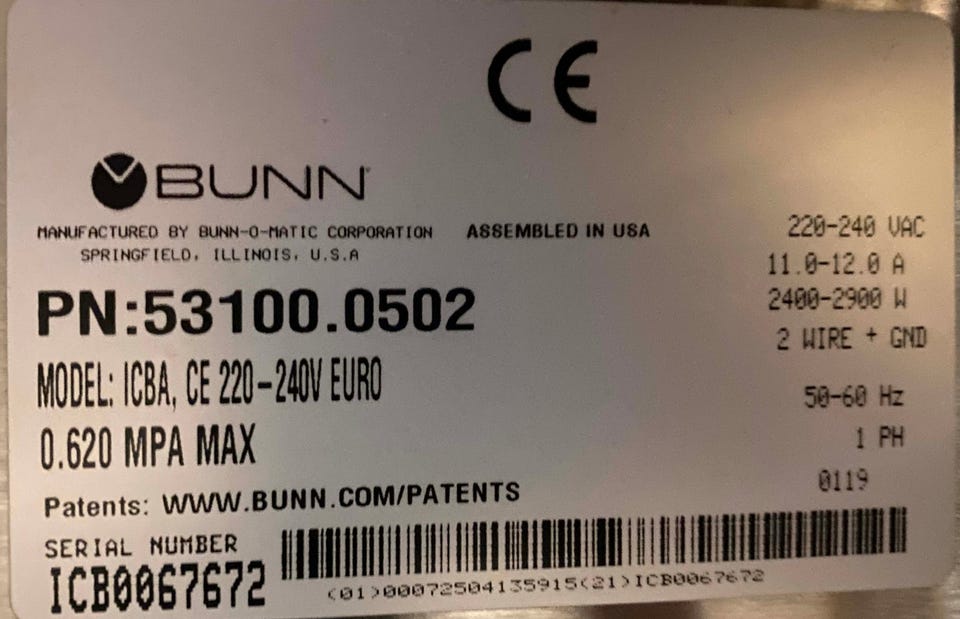 CE
BUNN
MANUFACTURED BY BUNN-O-MATIC CORPORATION ASSEMBLED IN USA
SPRINGFIELD, ILLINOIS, U.S.A
PN:53100.0502
MODEL: ICBA, CE 220-240V EURO
0.620 MPA MAX
Patents: WWW.BUNN.COM/PATENTS
SERIAL NUMBER
ICB0067672
(01)00072504135915(21)ICB0067672
220-240 VAC
11.0-12.0 A
2400-2900 W
2 WIRE + GND
50-60 Hz
1 PH
0119